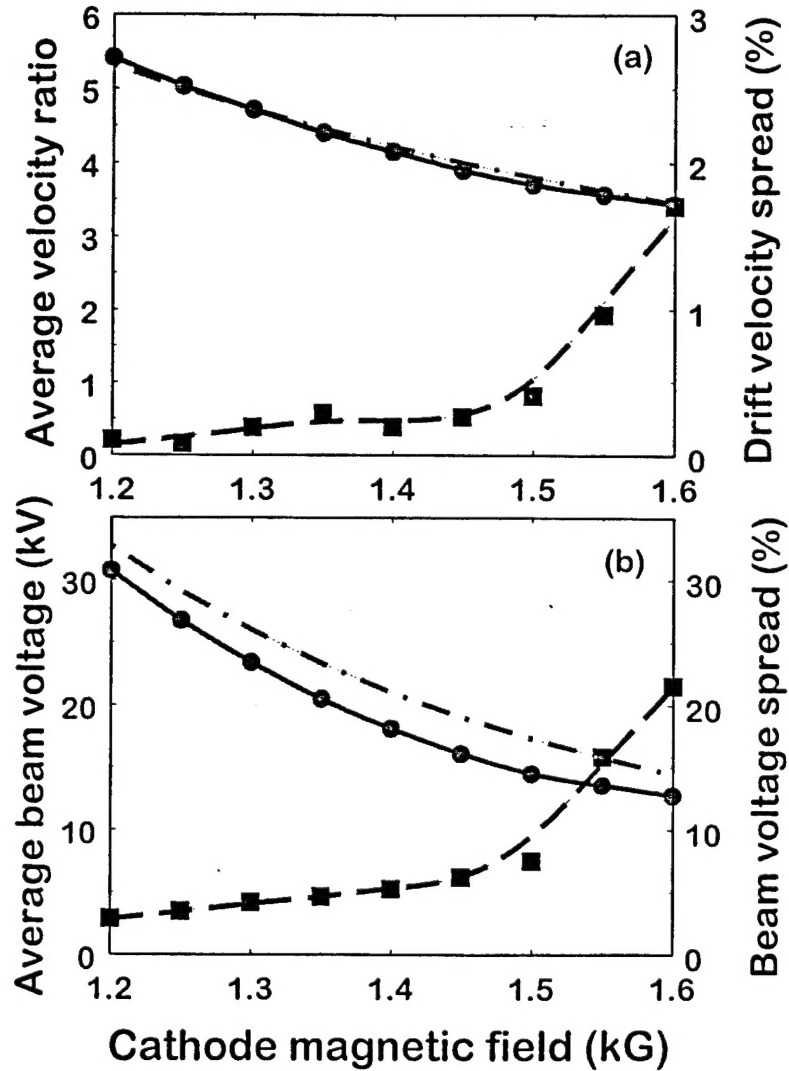 6
5
4
3
2
1
0
Average velocity ratio
(a)
3
2
1
0
Drift velocity spread (%)
1.2 1.3 1.4 1.5 1.6
30
20
10
0
Average beam voltage (kV)
(b)
30
20
10
0
Beam voltage spread (%)
1.2 1.3 1.4 1.5 1.6
Cathode magnetic field (kG)